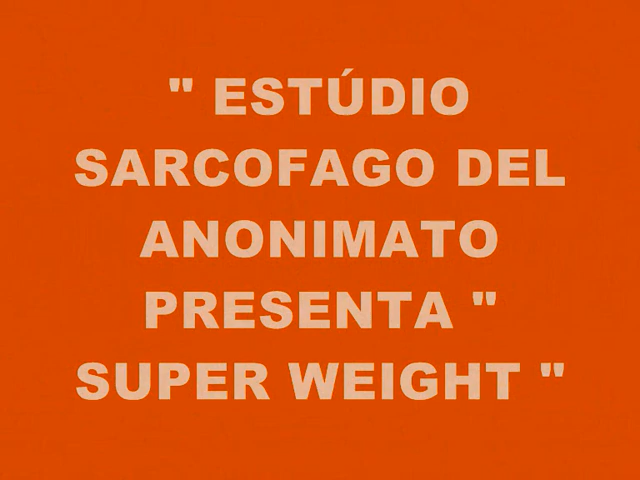 " ESTÚDIO
SARCOFAGO DEL
ANONIMATO
PRESENTA "
SUPER WEIGHT "